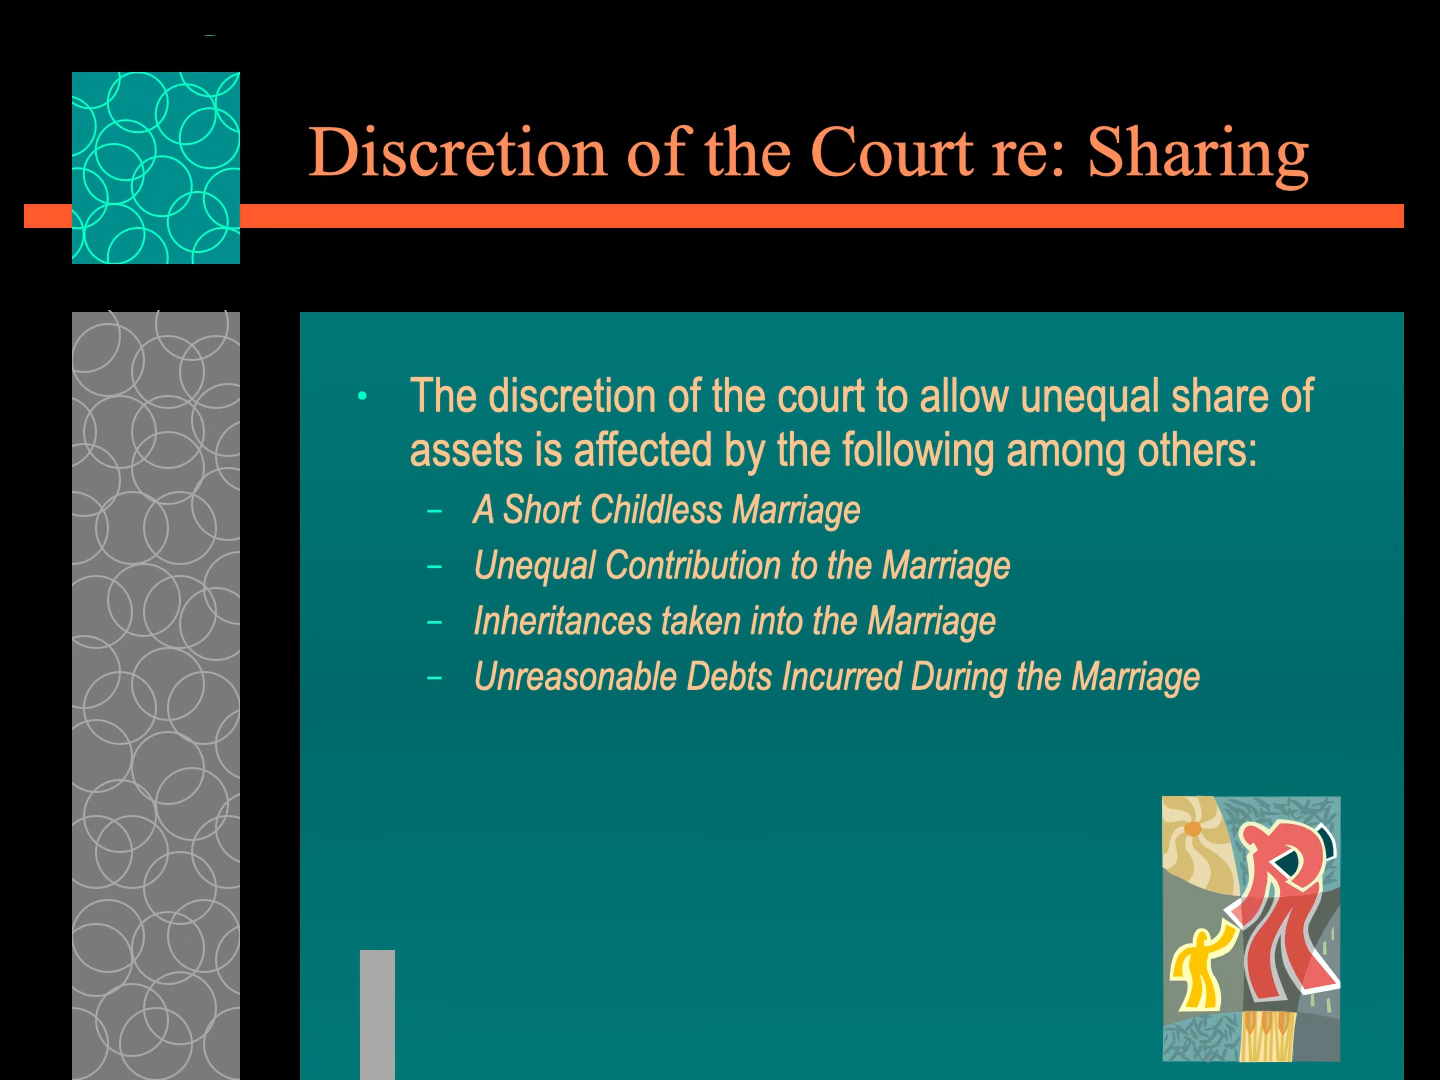 Discretion of the Court re: Sharing
• The discretion of the court to allow unequal share of
assets is affected by the following among others:
– A Short Childless Marriage
– Unequal Contribution to the Marriage
– Inheritances taken into the Marriage
– Unreasonable Debts Incurred During the Marriage